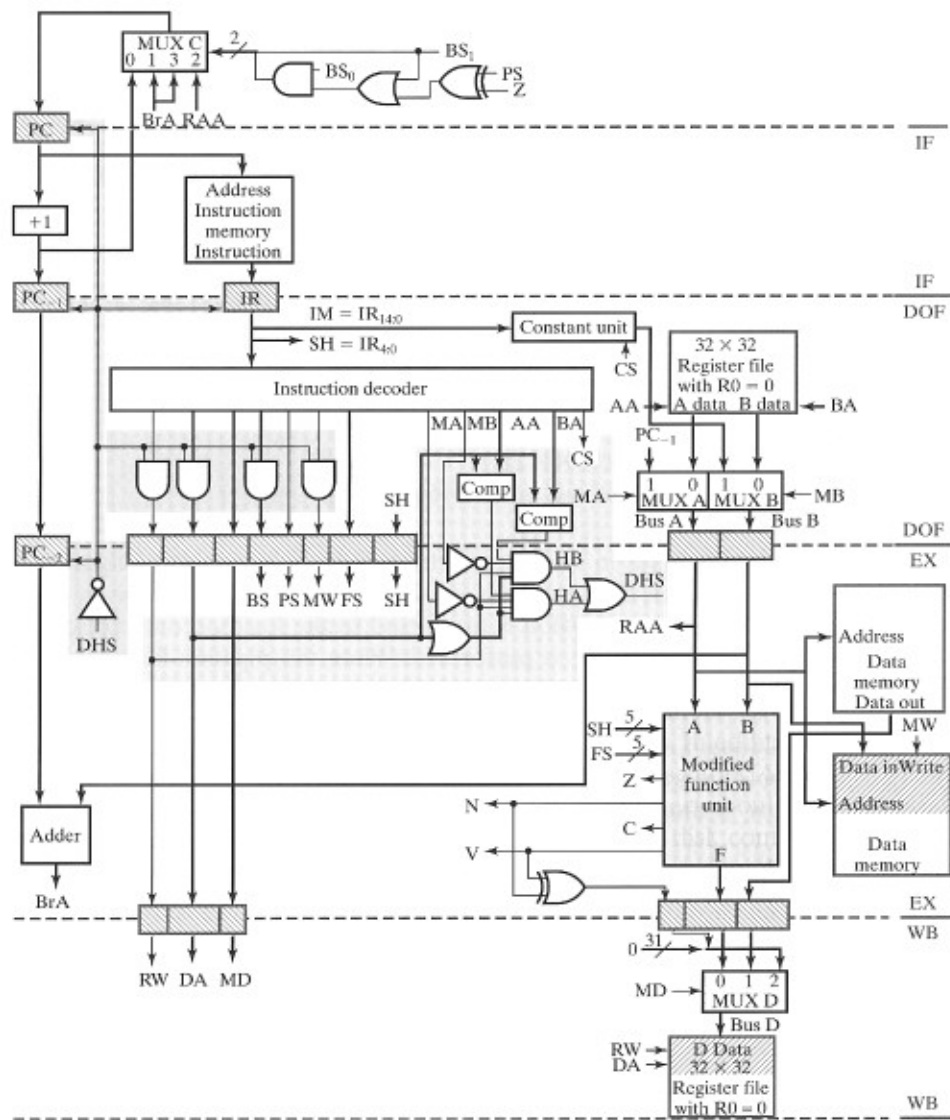 MUX C
0 1 3 2
2
BS₁
BS₀
PS
Z
BrA RAA
PC
IF
IF
Address
Instruction
memory
Instruction
+1
PC₋₁
IR
DOF
IM = IR₁₄:₀
SH = IR₄:₀
Constant unit
CS
32 × 32
Register file
with R0 = 0
A data B data
AA
BA
Instruction decoder
MA MB AA BA
CS
PC₋₁
Comp
Comp
SH
1 0 1 0
MUX A MUX B
MA
MB
Bus A
Bus B
DOF
PC₋₂
EX
HB
HA
DHS
BS PS MW FS SH
DHS
RAA
Address
Data
memory
Data out
MW
SH 5
FS 5
A B
Modified
function
unit
F
Z
N
C
V
Data in Write
Address
Data
memory
Adder
BrA
EX
WB
RW DA MD
0 31
0 1 2
MUX D
MD
Bus D
RW
DA
D Data
32 × 32
Register file
with R0 = 0
WB